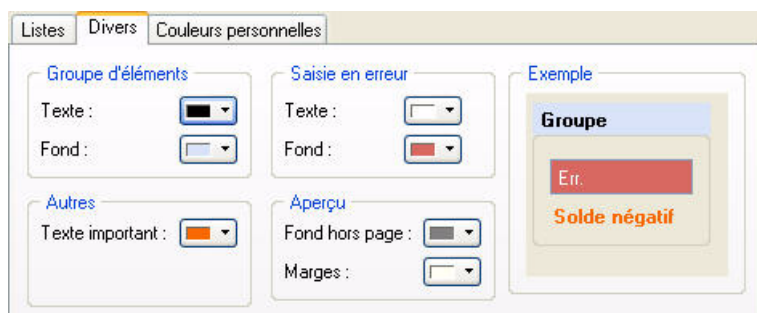 Listes Divers Couleurs personnelles
Groupe d'éléments
Texte :
Fond :
Saisie en erreur
Texte :
Fond :
Exemple
Groupe
Err.
Solde négatif
Autres
Texte important :
Aperçu
Fond hors page :
Marges :